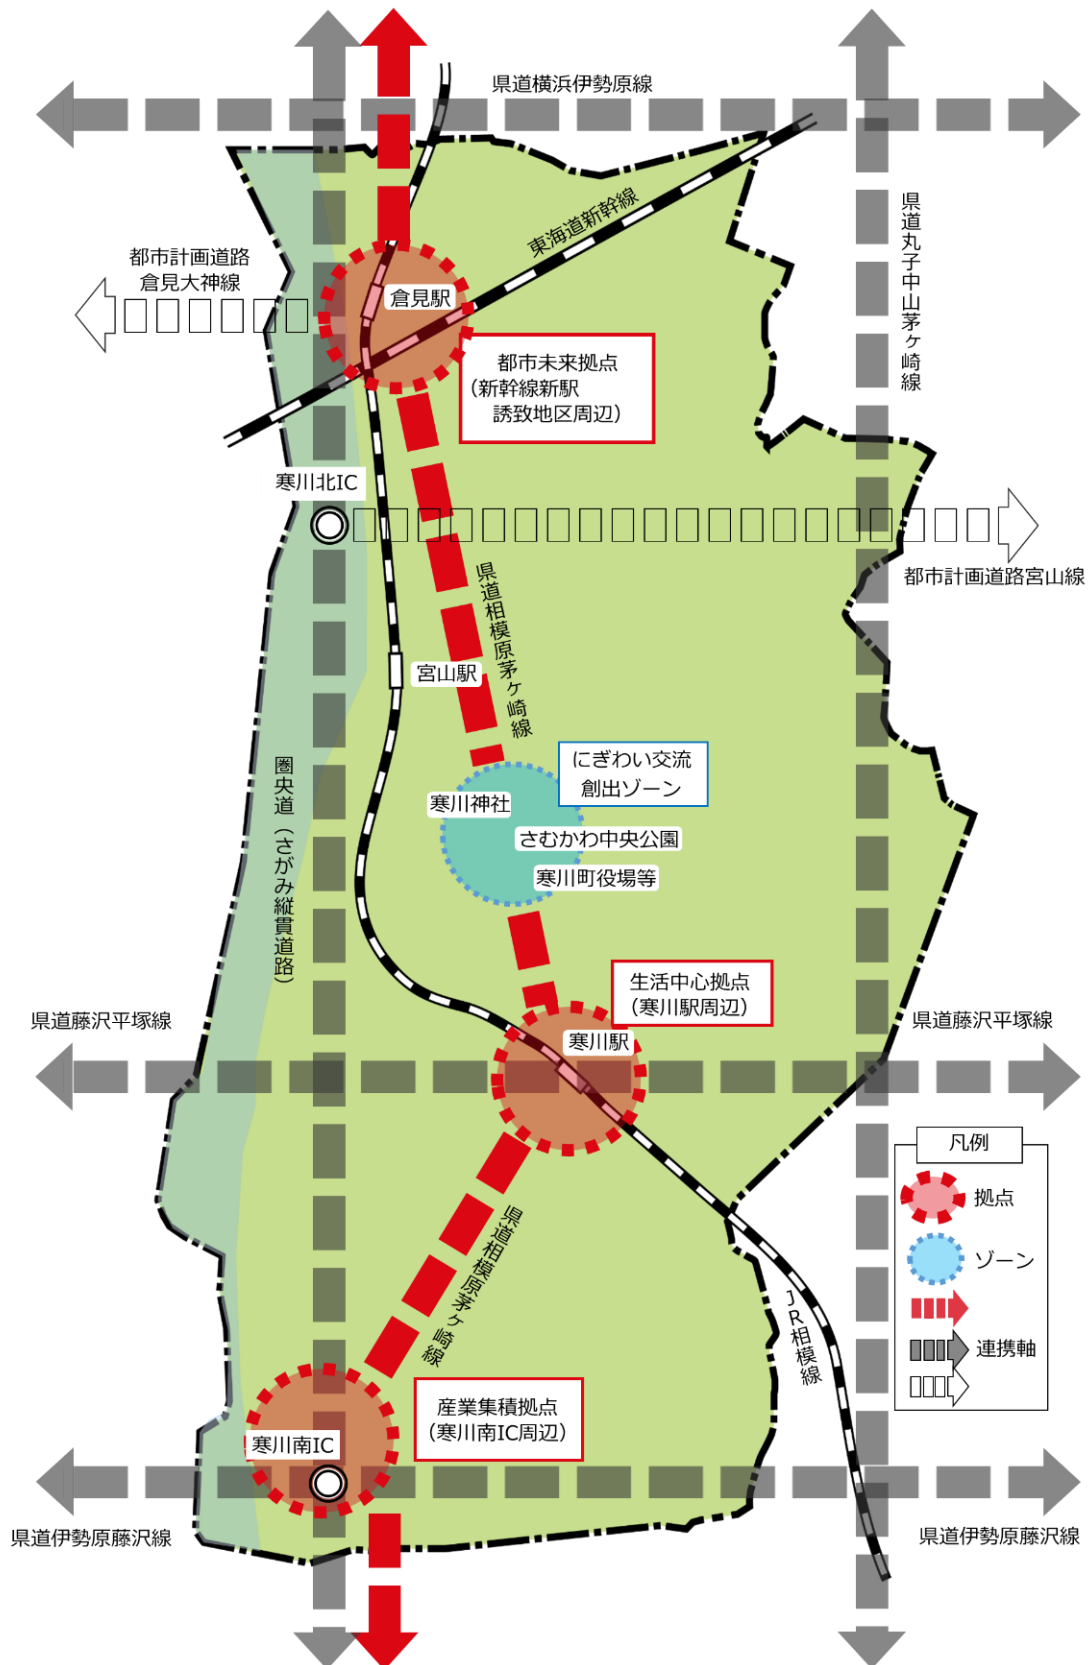 県道横浜伊勢原線
東海道新幹線
県道丸子中山茅ヶ崎線
都市計画道路
倉見大神線
倉見駅
都市未来拠点
（新幹線新駅
誘致地区周辺）
寒川北IC
都市計画道路宮山線
県道相模原茅ヶ崎線
宮山駅
にぎわい交流
創出ゾーン
圏央道（さがみ縦貫道路）
寒川神社
さむかわ中央公園
寒川町役場等
生活中心拠点
（寒川駅周辺）
県道藤沢平塚線
寒川駅
県道藤沢平塚線
凡例
拠点
ゾーン
連携軸
県道相模原茅ヶ崎線
JR相模線
産業集積拠点
（寒川南IC周辺）
寒川南IC
県道伊勢原藤沢線
県道伊勢原藤沢線